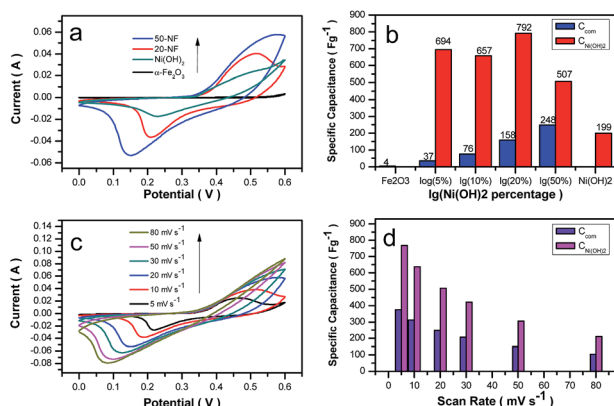 a
50-NF
20-NF
Ni(OH)₂
α-Fe₂O₃
0.06
0.04
0.02
0.00
-0.02
-0.04
-0.06
Current ( A )
0.0 0.1 0.2 0.3 0.4 0.5 0.6
Potential ( V )
b
C com
C Ni(OH)2
900
800
700
600
500
400
300
200
100
0
Specific Capacitance ( Fg⁻¹)
4 37 694 76 657 158 792 248 507 199
Fe2O3 log(5%) lg(10%) lg(20%) lg(50%) Ni(OH)2
lg(Ni(OH)2 percentage )
c
80 mV s⁻¹
50 mV s⁻¹
30 mV s⁻¹
20 mV s⁻¹
10 mV s⁻¹
5 mV s⁻¹
0.14
0.12
0.10
0.08
0.06
0.04
0.02
0.00
-0.02
-0.04
-0.06
-0.08
Current ( A )
0.0 0.1 0.2 0.3 0.4 0.5 0.6
Potential ( V )
d
C com
C Ni(OH)2
900
800
700
600
500
400
300
200
100
0
Specific Capacitance ( Fg⁻¹)
0 10 20 30 40 50 60 70 80
Scan Rate ( mV s⁻¹ )